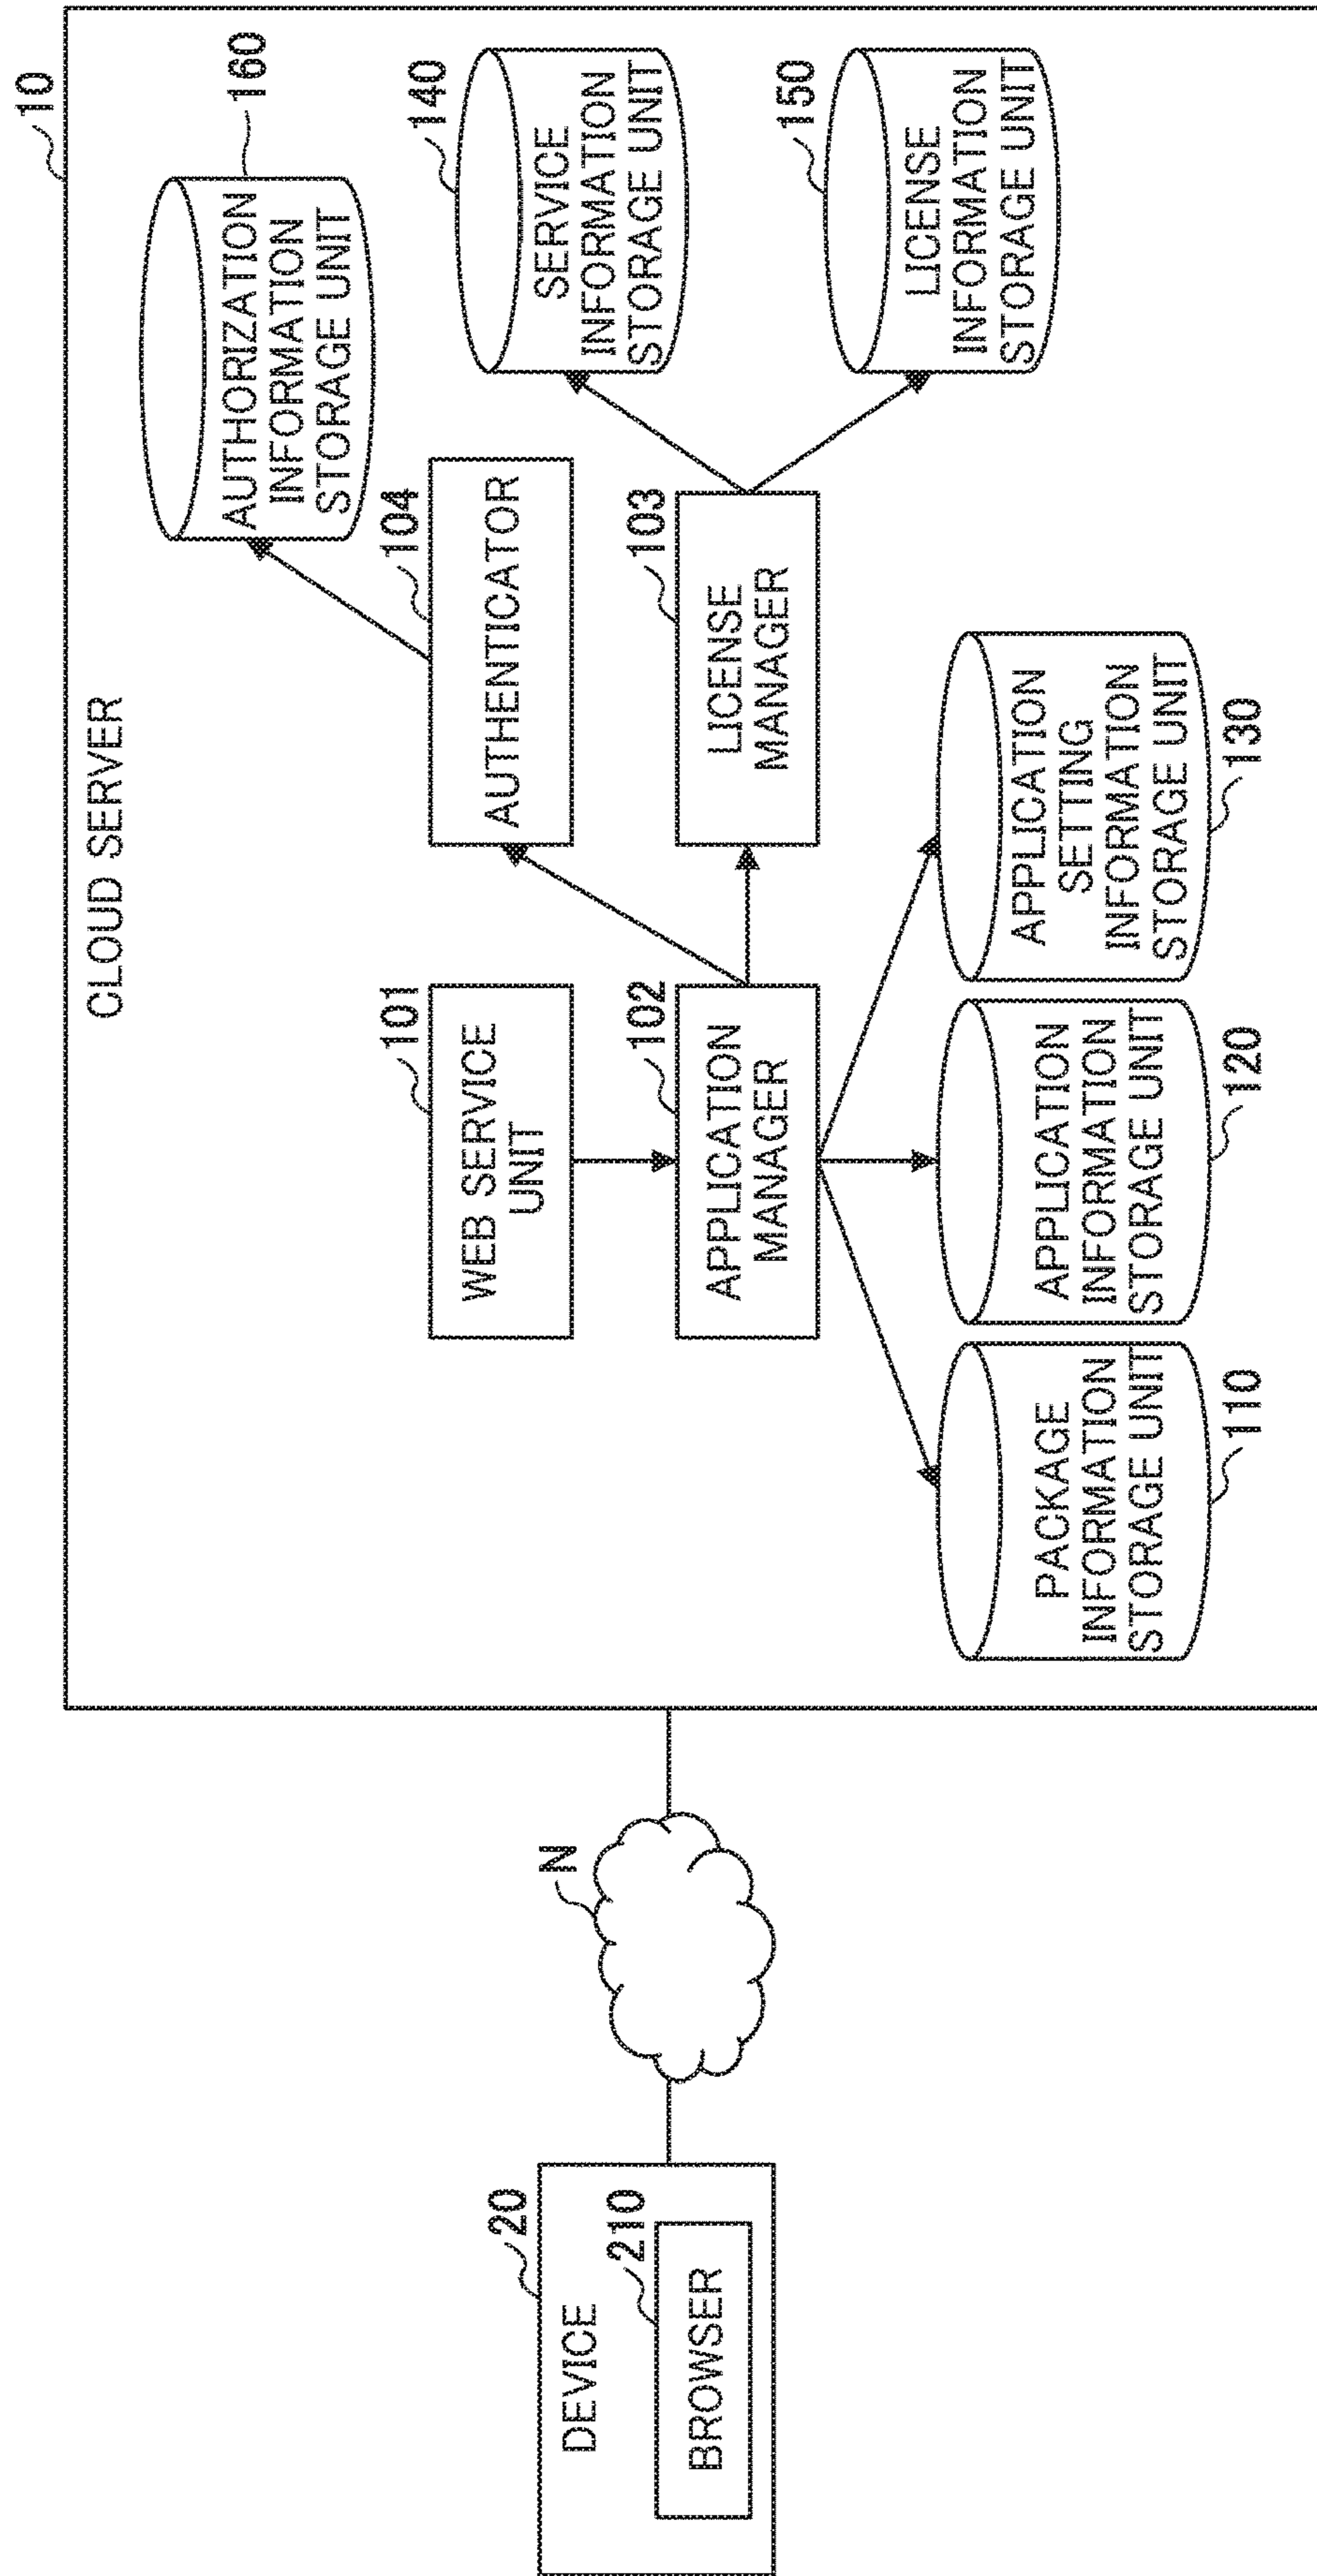 10
CLOUD SERVER
160
AUTHORIZATION
INFORMATION
STORAGE UNIT
101
WEB SERVICE
UNIT
104
AUTHENTICATOR
140
SERVICE
INFORMATION
STORAGE UNIT
102
APPLICATION
MANAGER
103
LICENSE
MANAGER
150
LICENSE
INFORMATION
STORAGE UNIT
PACKAGE
INFORMATION
STORAGE UNIT
110
APPLICATION
INFORMATION
STORAGE UNIT
120
APPLICATION
SETTING
INFORMATION
STORAGE UNIT
130
N
20
DEVICE
210
BROWSER